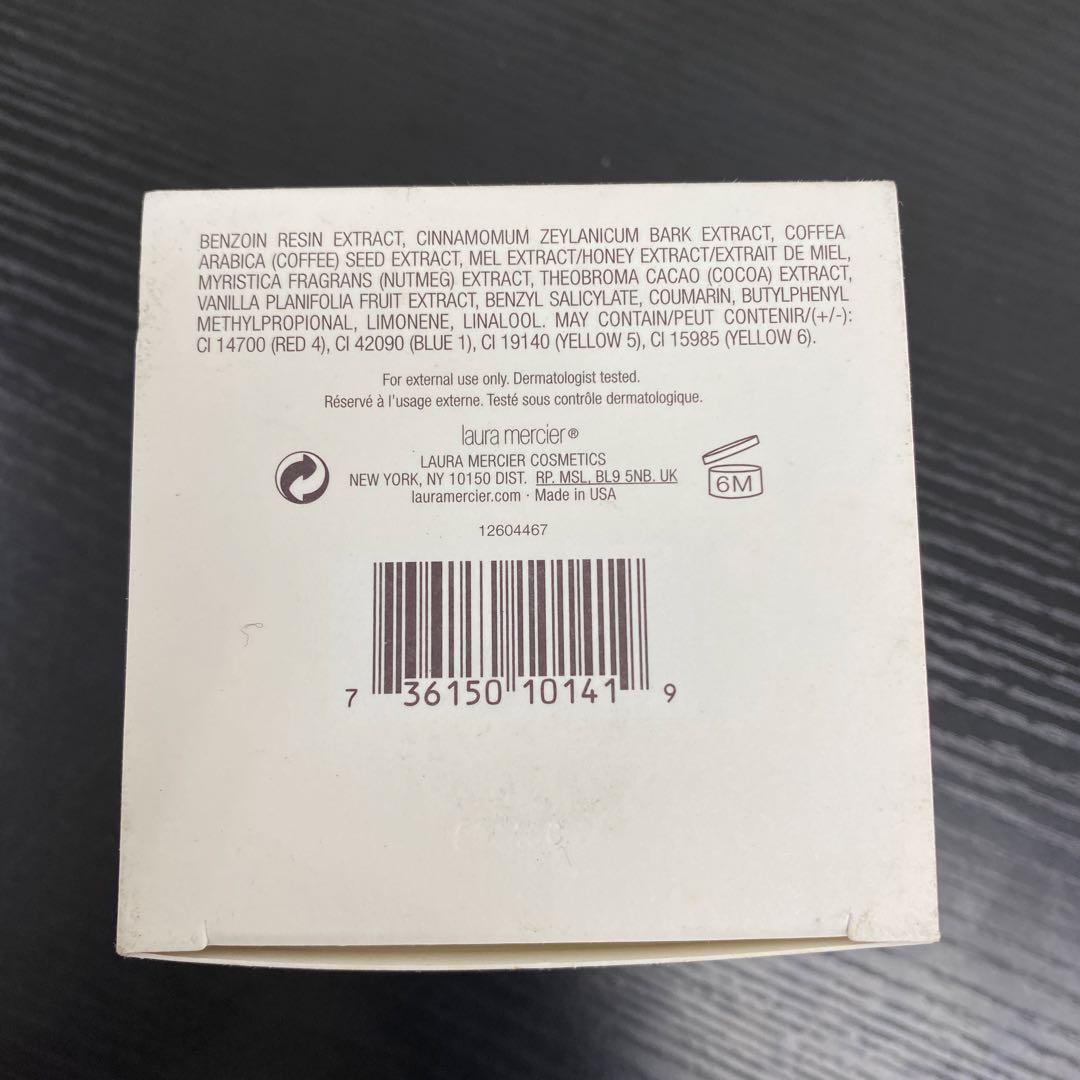 BENZOIN RESIN EXTRACT, CINNAMOMUM ZEYLANICUM BARK EXTRACT, COFFEA
ARABICA (COFFEE) SEED EXTRACT, MEL EXTRACT/HONEY EXTRACT/EXTRAIT DE MIEL,
MYRISTICA FRAGRANS (NUTMEG) EXTRACT, THEOBROMA CACAO (COCOA) EXTRACT,
VANILLA PLANIFOLIA FRUIT EXTRACT, BENZYL SALICYLATE, COUMARIN, BUTYLPHENYL
METHYLPROPIONAL, LIMONENE, LINALOOL. MAY CONTAIN/PEUT CONTENIR/(+/-):
CI 14700 (RED 4), CI 42090 (BLUE 1), CI 19140 (YELLOW 5), CI 15985 (YELLOW 6).
For external use only. Dermatologist tested.
Réservé à l'usage externe. Testé sous contrôle dermatologique.
laura mercier®
LAURA MERCIER COSMETICS
NEW YORK, NY 10150 DIST. RP. MSL, BL9 5NB. UK
lauramercier.com · Made in USA
6M
12604467
7 36150 10141 9